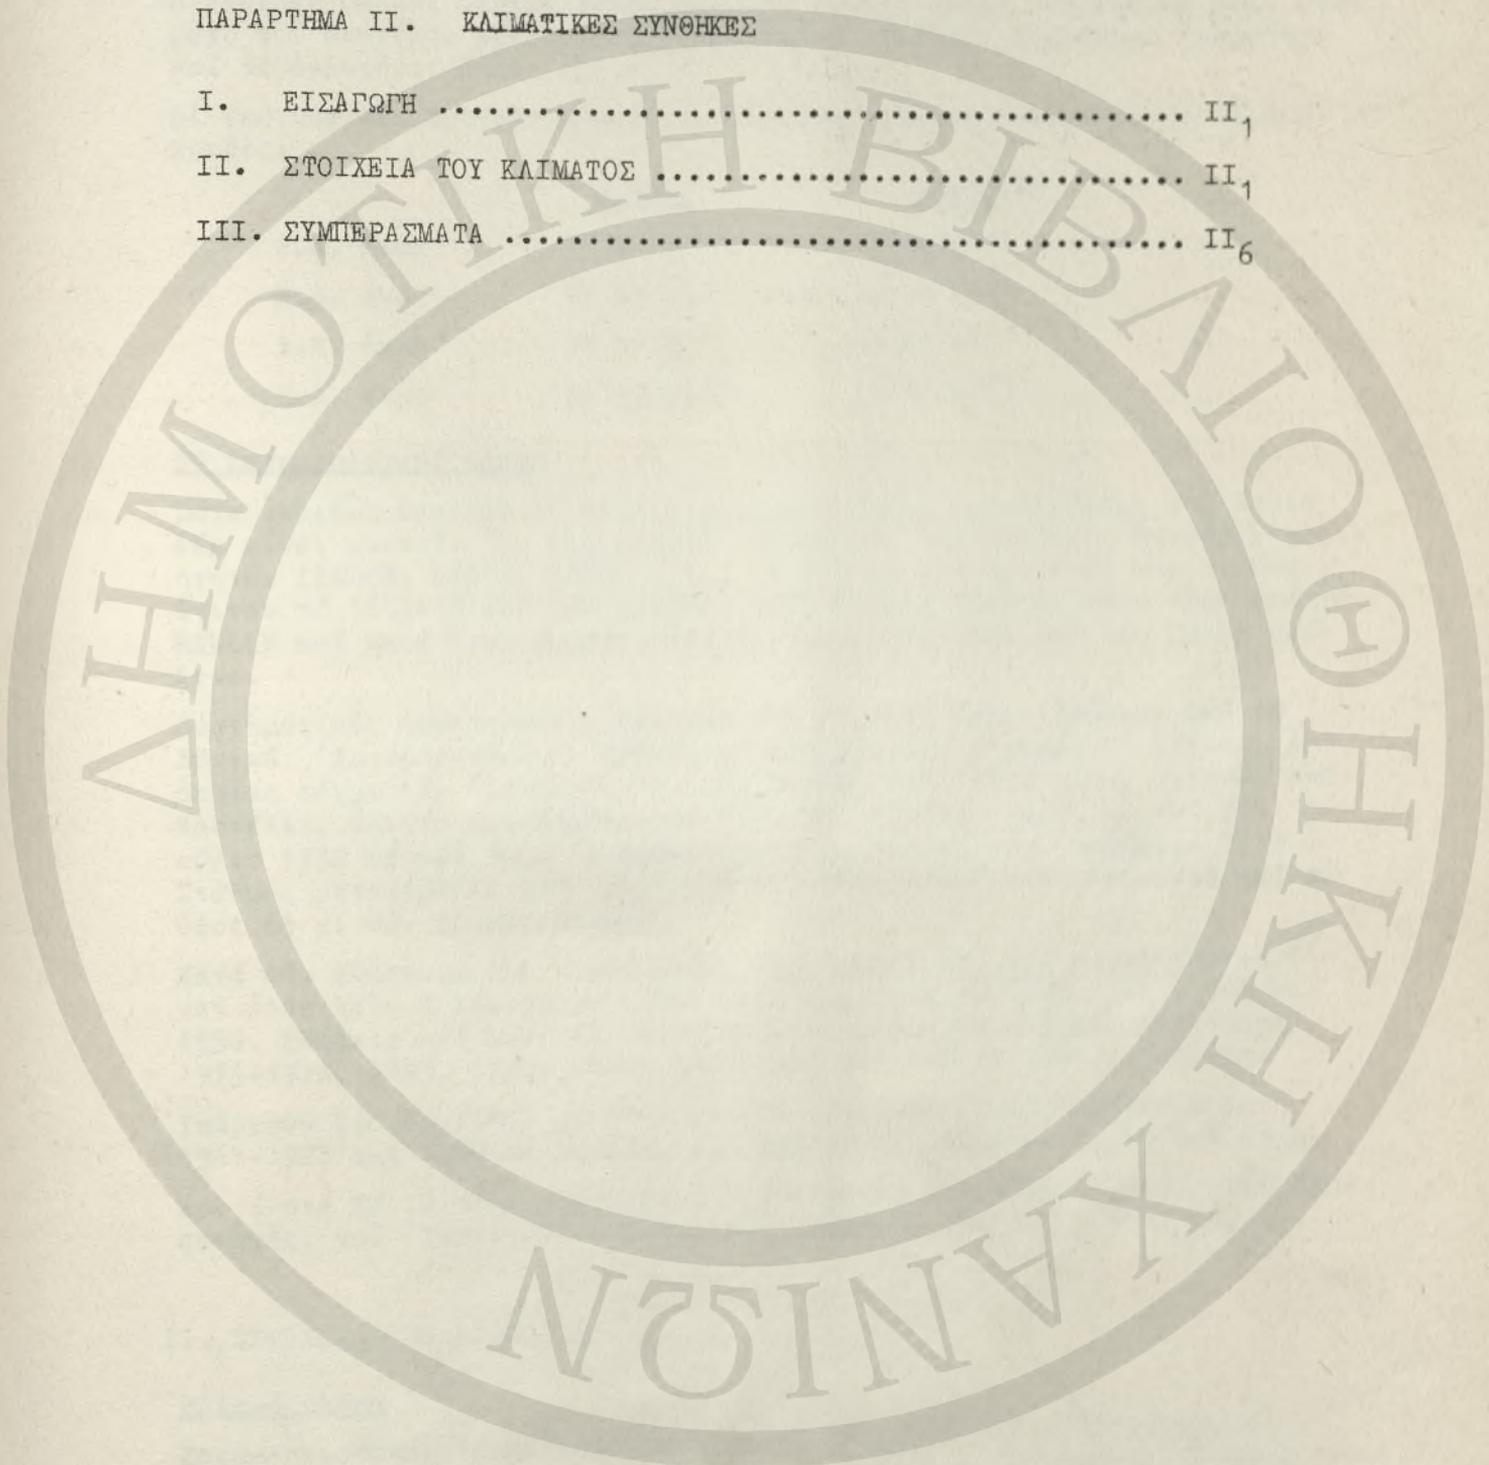 ΠΑΡΑΡΤΗΜΑ II. ΚΛΙΜΑΤΙΚΕΣ ΣΥΝΘΗΚΕΣ
I. ΕΙΣΑΓΩΓΗ .................................................. II₁
II. ΣΤΟΙΧΕΙΑ ΤΟΥ ΚΛΙΜΑΤΟΣ ................................... II₁
III. ΣΥΜΠΕΡΑΣΜΑΤΑ ............................................. II₆
ΔΗΜΟΤΙΚΗ ΒΙΒΛΙΟΘΗΚΗ ΧΑΝΙΩΝ